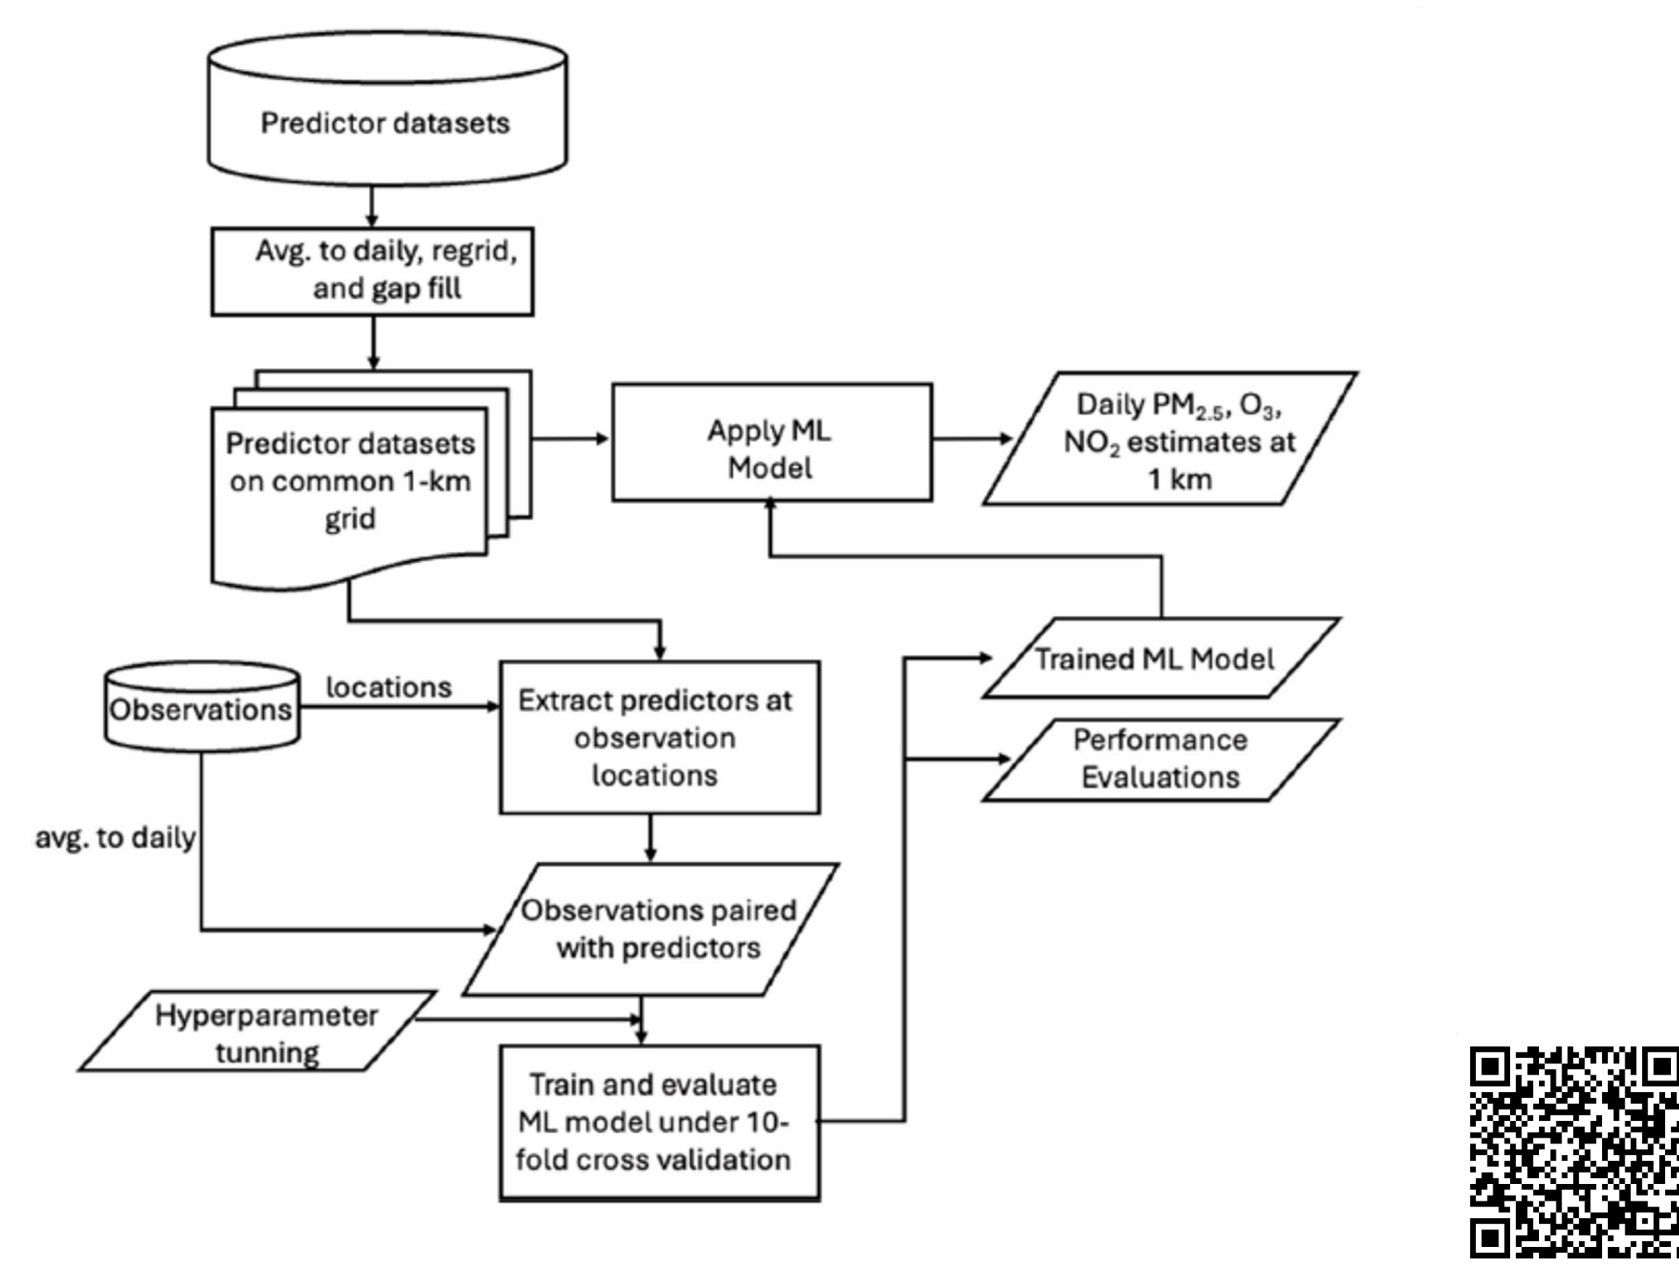 Predictor datasets
Avg. to daily, regrid,
and gap fill
Predictor datasets
on common 1-km
grid
Apply ML
Model
Daily PM₂.₅, O₃,
NO₂ estimates at
1 km
Observations
locations
Extract predictors at
observation
locations
Trained ML Model
Performance
Evaluations
avg. to daily
Observations paired
with predictors
Hyperparameter
tunning
Train and evaluate
ML model under 10-
fold cross validation